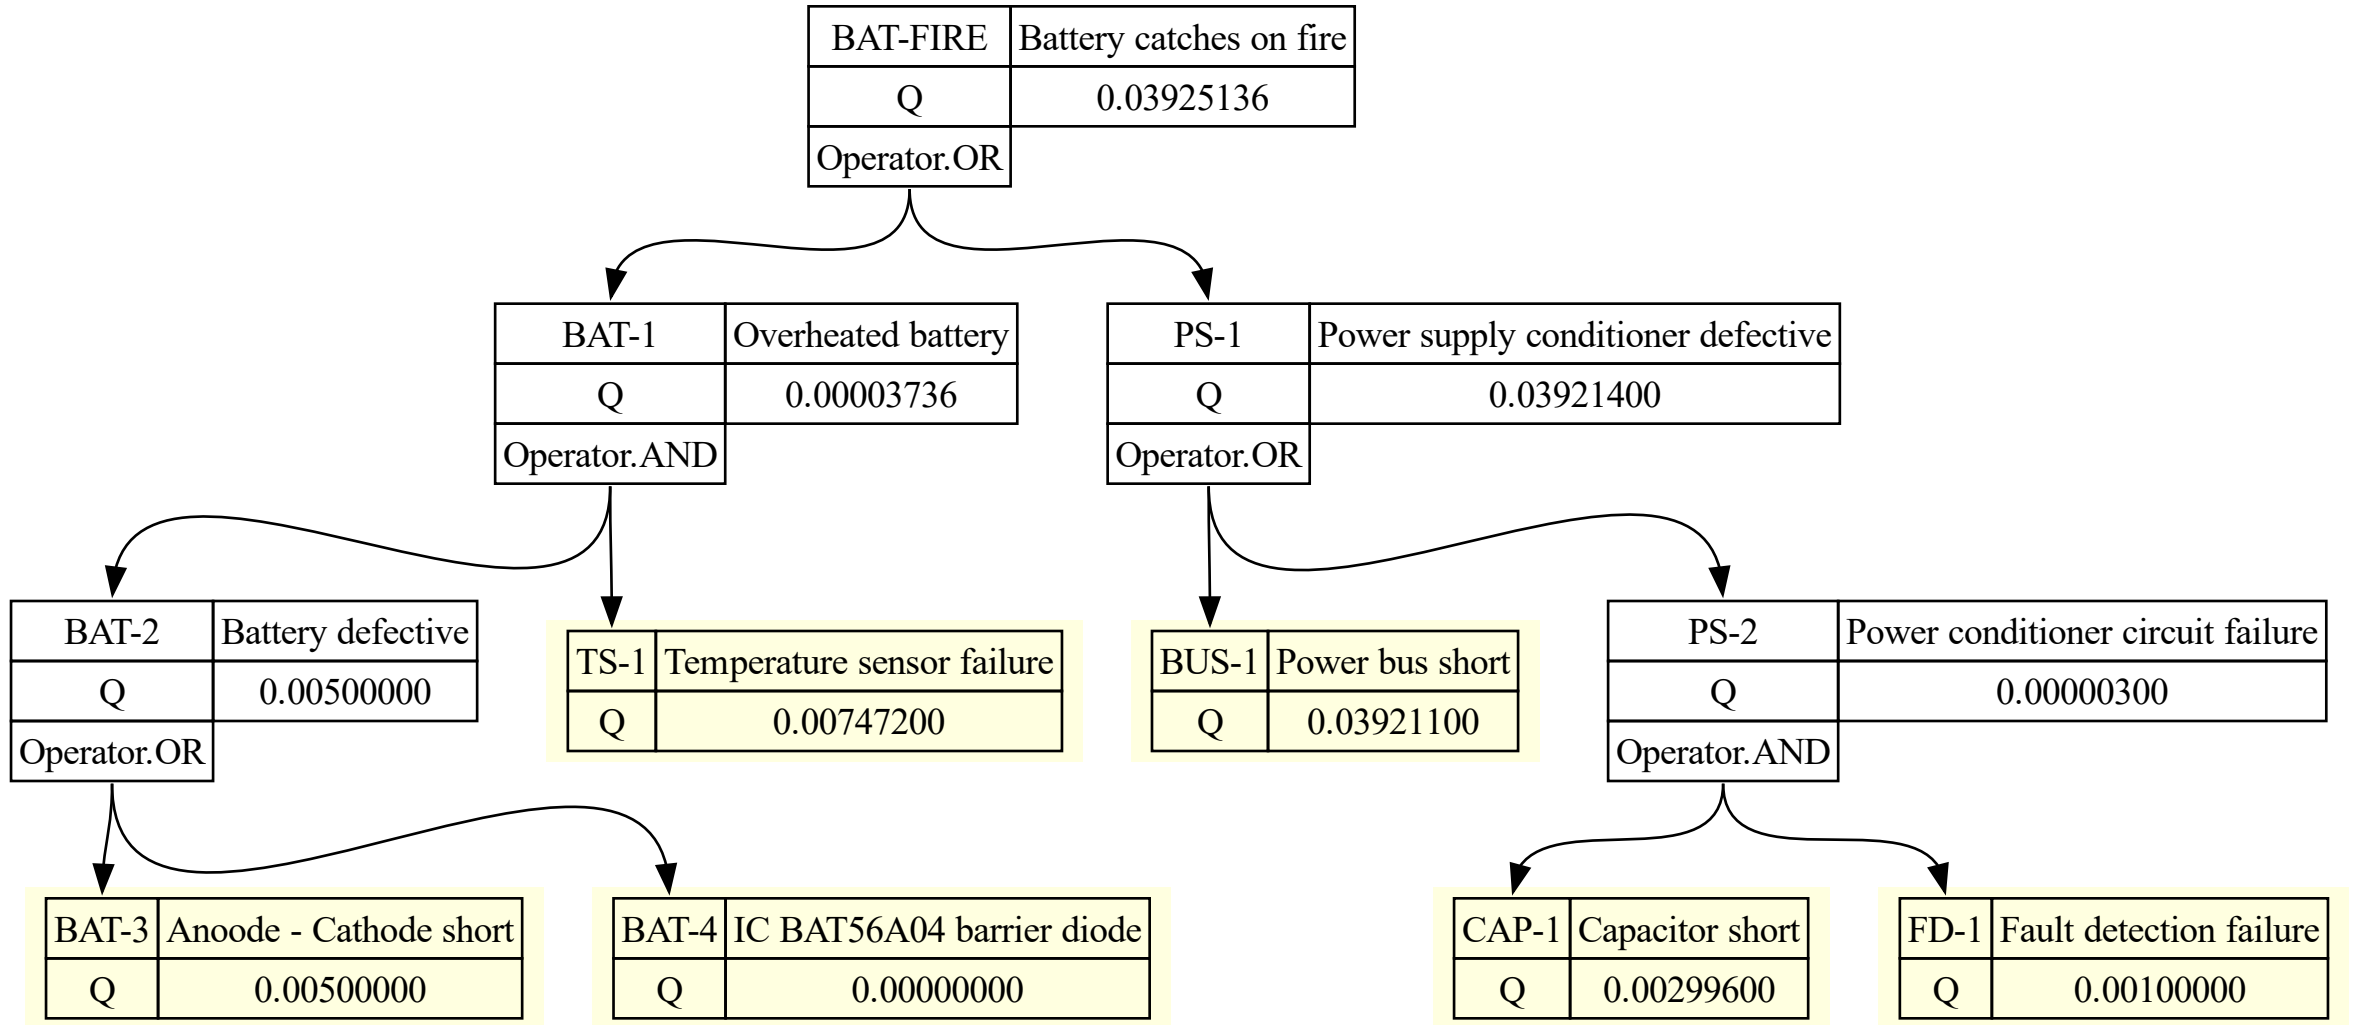 BAT-FIRE Battery catches on fire
Q 0.03925136
Operator.OR
BAT-1 Overheated battery
Q 0.00003736
Operator.AND
PS-1 Power supply conditioner defective
Q 0.03921400
Operator.OR
BAT-2 Battery defective
Q 0.00500000
Operator.OR
TS-1 Temperature sensor failure
Q 0.00747200
BUS-1 Power bus short
Q 0.03921100
PS-2 Power conditioner circuit failure
Q 0.00000300
Operator.AND
BAT-3 Anoode - Cathode short
Q 0.00500000
BAT-4 IC BAT56A04 barrier diode
Q 0.00000000
CAP-1 Capacitor short
Q 0.00299600
FD-1 Fault detection failure
Q 0.00100000